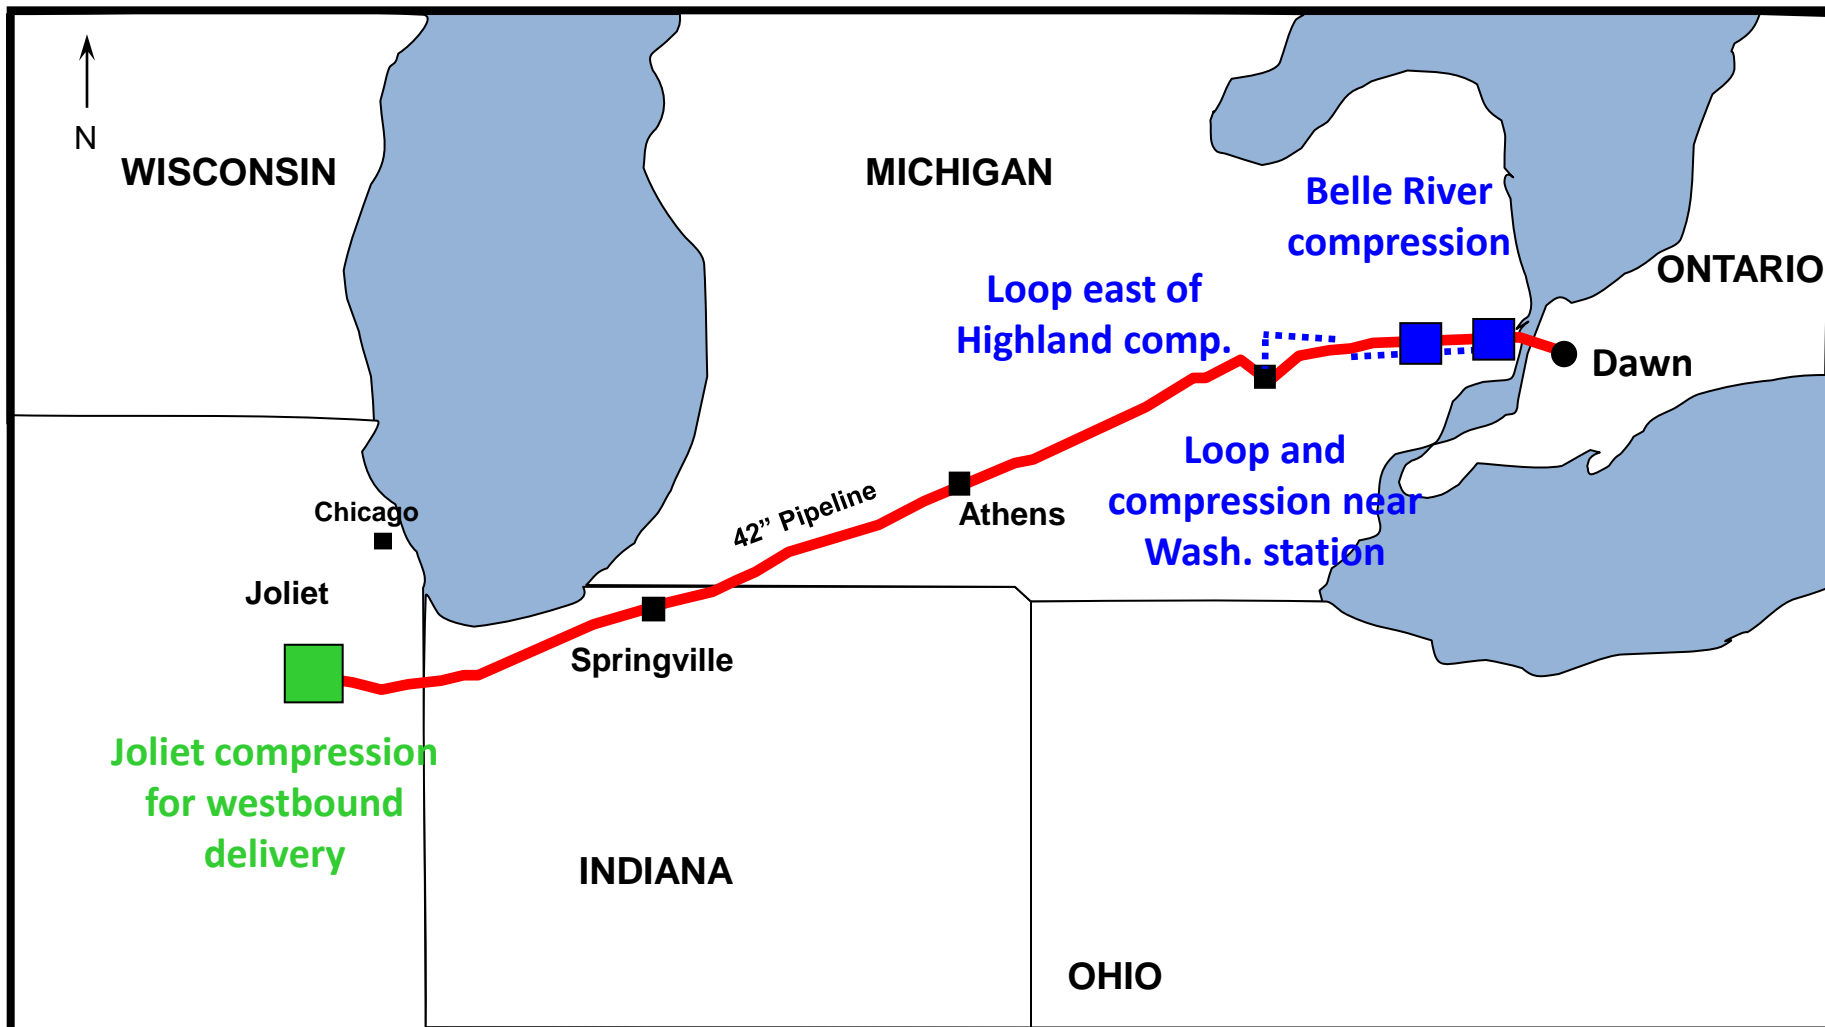 N
WISCONSIN
MICHIGAN
Belle River
compression
ONTARIO
Loop east of
Highland comp.
Dawn
Loop and
compression near
Wash. station
42” Pipeline
Athens
Chicago
Joliet
Springville
Joliet compression
for westbound
delivery
INDIANA
OHIO